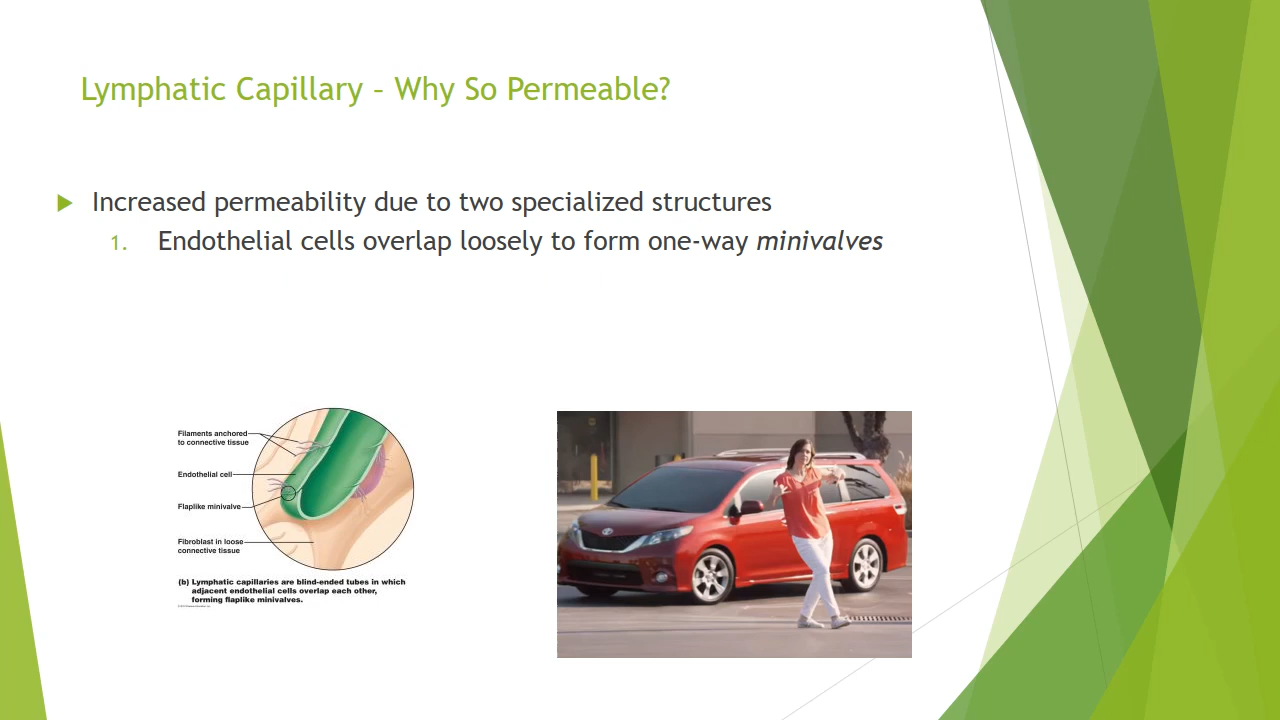 Lymphatic Capillary – Why So Permeable?
Increased permeability due to two specialized structures
1. Endothelial cells overlap loosely to form one-way minivalves
Filaments anchored
to connective tissue
Endothelial cell
Flaplike minivalve
Fibroblast in loose
connective tissue
(b) Lymphatic capillaries are blind-ended tubes in which
adjacent endothelial cells overlap each other,
forming flaplike minivalves.